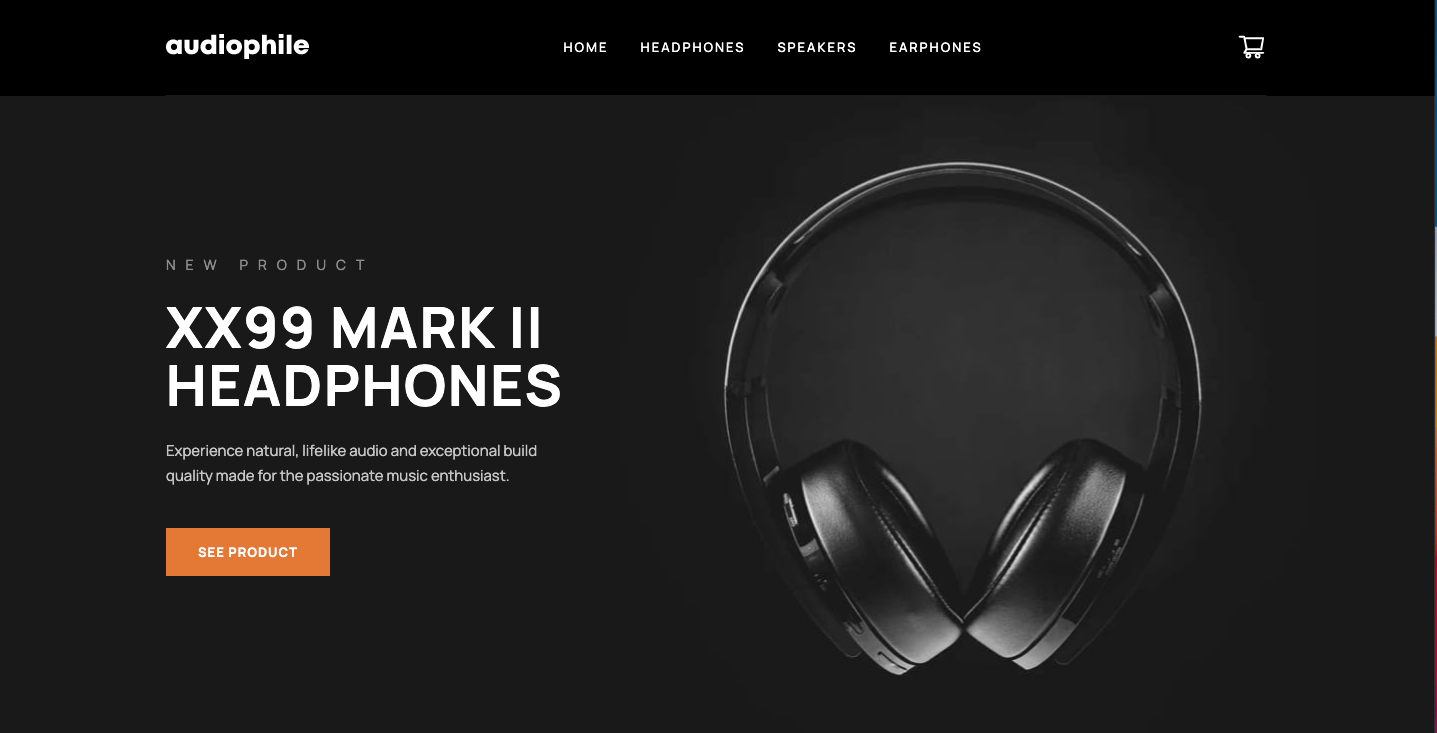 audiophile
HOME HEADPHONES SPEAKERS EARPHONES
NEW PRODUCT
XX99 MARK II
HEADPHONES
Experience natural, lifelike audio and exceptional build
quality made for the passionate music enthusiast.
SEE PRODUCT